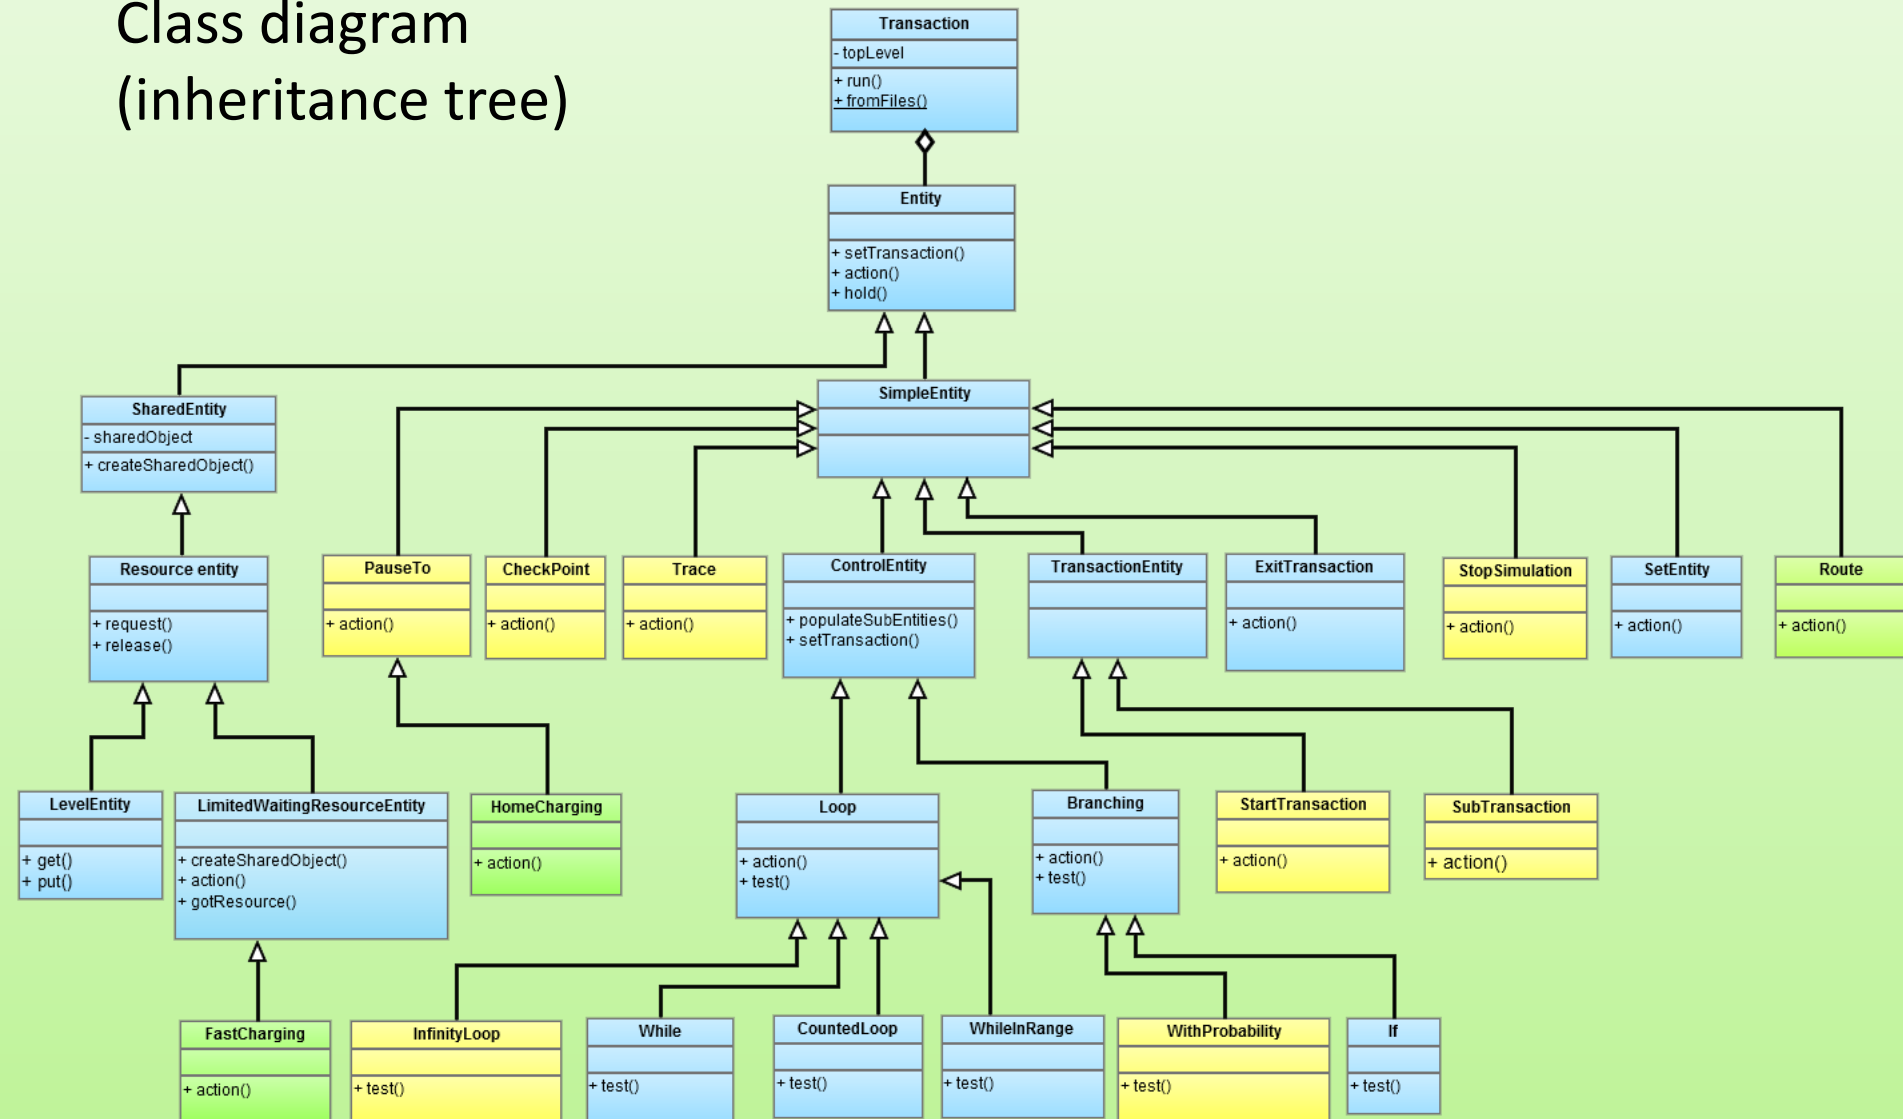 Class diagram
(inheritance tree)
Transaction
- topLevel
+ run()
+ fromFiles()
Entity
+ setTransaction()
+ action()
+ hold()
SharedEntity
- sharedObject
+ createSharedObject()
SimpleEntity
Resource entity
+ request()
+ release()
PauseTo
+ action()
CheckPoint
+ action()
Trace
+ action()
ControlEntity
+ populateSubEntities()
+ setTransaction()
TransactionEntity
ExitTransaction
+ action()
StopSimulation
+ action()
SetEntity
+ action()
Route
+ action()
LevelEntity
+ get()
+ put()
LimitedWaitingResourceEntity
+ createSharedObject()
+ action()
+ gotResource()
HomeCharging
+ action()
Loop
+ action()
+ test()
Branching
+ action()
+ test()
StartTransaction
+ action()
SubTransaction
+ action()
FastCharging
+ action()
InfinityLoop
+ test()
While
+ test()
CountedLoop
+ test()
WhileInRange
+ test()
WithProbability
+ test()
If
+ test()